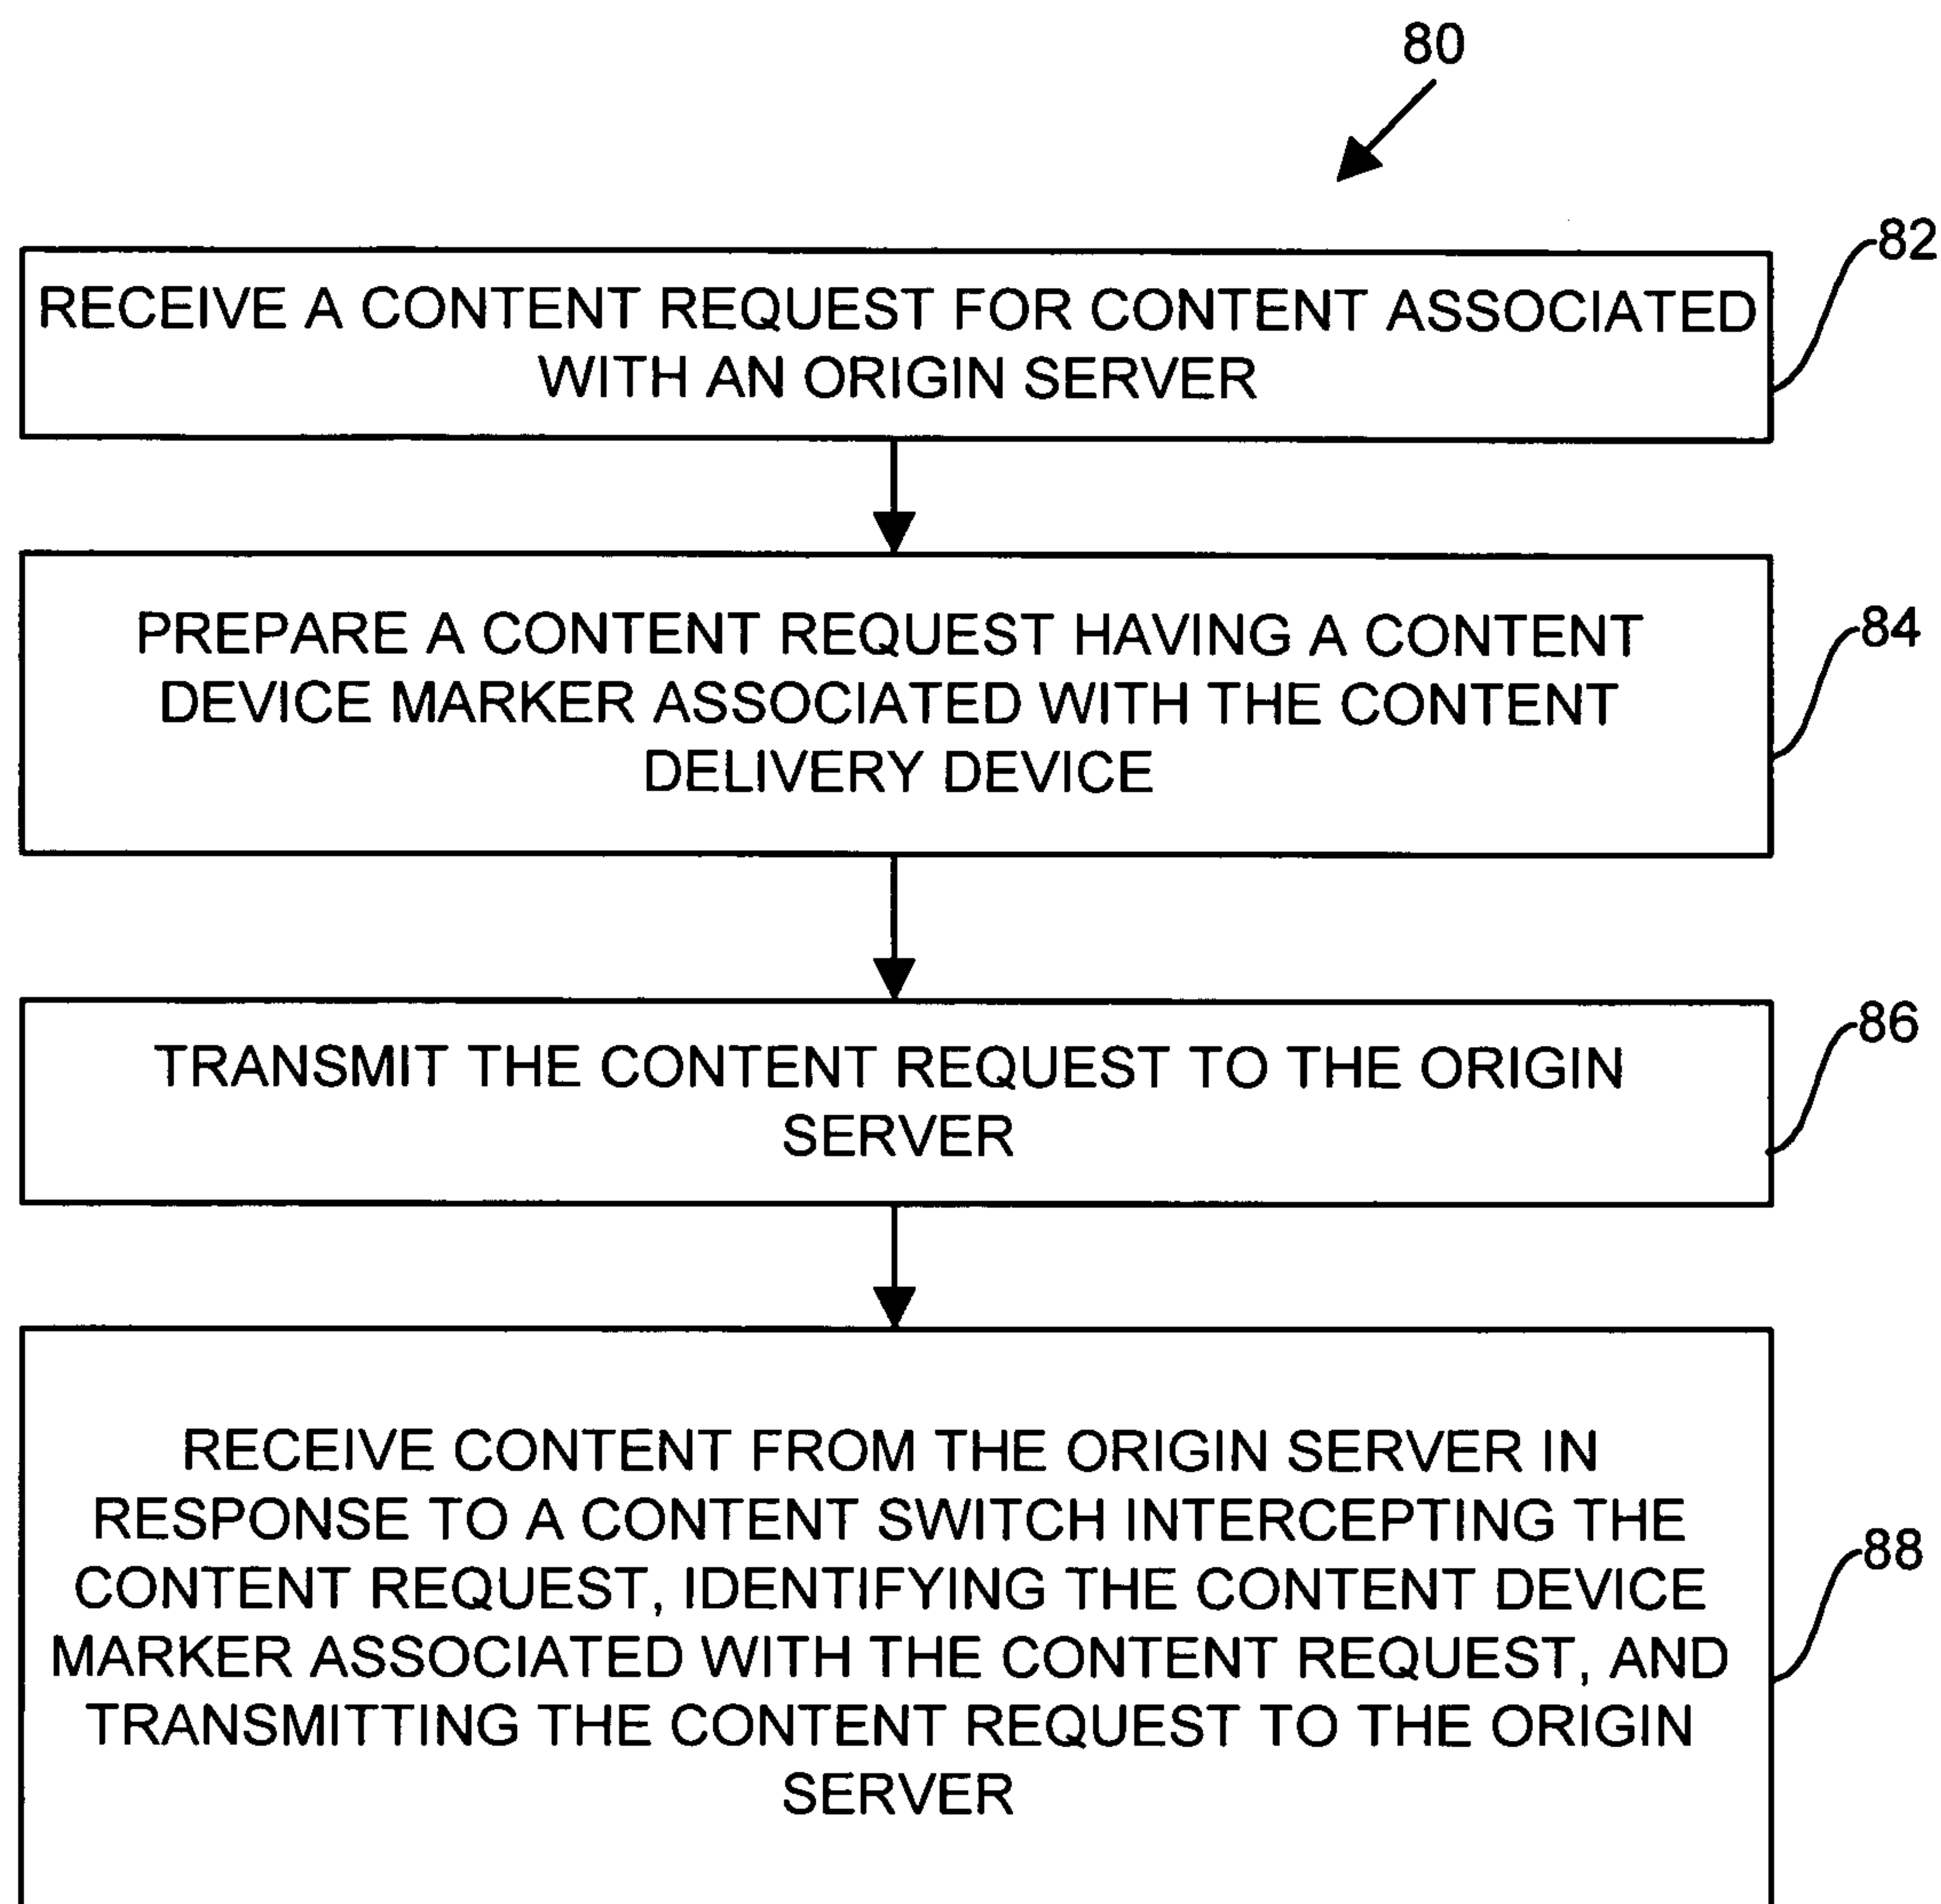 80
82
RECEIVE A CONTENT REQUEST FOR CONTENT ASSOCIATED
WITH AN ORIGIN SERVER
84
PREPARE A CONTENT REQUEST HAVING A CONTENT
DEVICE MARKER ASSOCIATED WITH THE CONTENT
DELIVERY DEVICE
86
TRANSMIT THE CONTENT REQUEST TO THE ORIGIN
SERVER
88
RECEIVE CONTENT FROM THE ORIGIN SERVER IN
RESPONSE TO A CONTENT SWITCH INTERCEPTING THE
CONTENT REQUEST, IDENTIFYING THE CONTENT DEVICE
MARKER ASSOCIATED WITH THE CONTENT REQUEST, AND
TRANSMITTING THE CONTENT REQUEST TO THE ORIGIN
SERVER